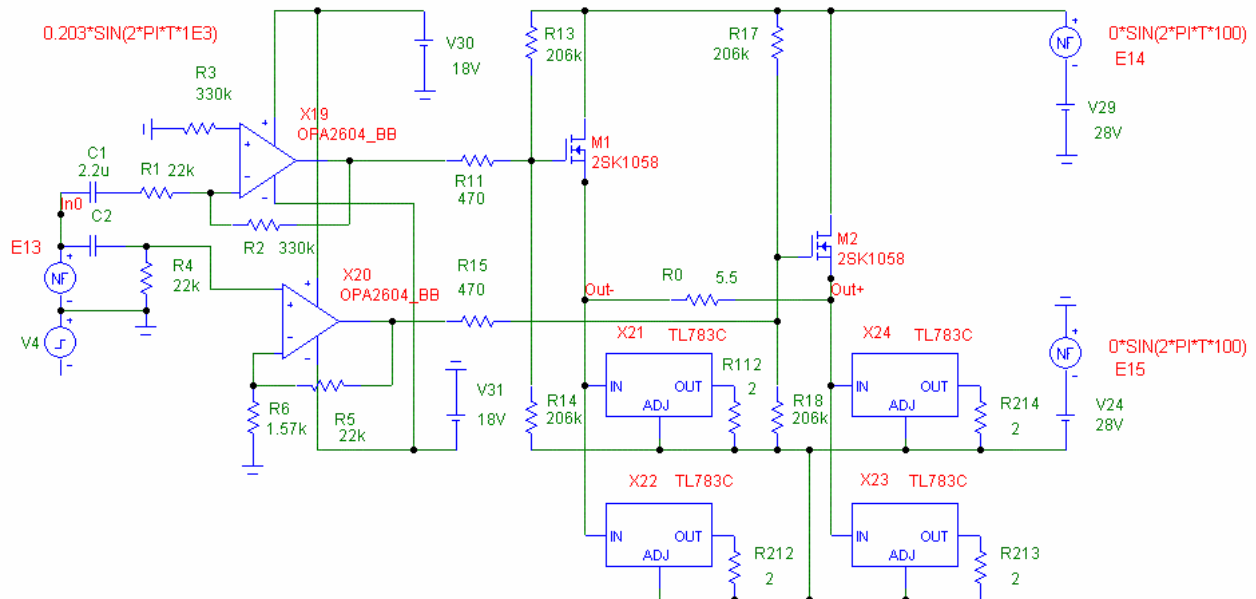 0.203*SIN(2*PI*T*1E3)
V30
18V
R13
206k
R17
206k
+
NF
-
0*SIN(2*PI*T*100)
E14
V29
28V
R3
330k
X19
OPA2604_BB
+
+
-
-
M1
2SK1058
C1
2.2u
R1 22k
R11
470
In0
C2
R2 330k
E13
+
NF
-
R4
22k
M2
2SK1058
X20
OPA2604_BB
+
+
-
-
R15
470
R0 5.5
Out-
Out+
V4
X21 TL783C
X24 TL783C
+
NF
-
0*SIN(2*PI*T*100)
E15
IN OUT
ADJ
R112
2
IN OUT
ADJ
R6
1.57k
R5
22k
V31
18V
R14
206k
R18
206k
R214
2
V24
28V
X22 TL783C
X23 TL783C
IN OUT
ADJ
R212
2
IN OUT
ADJ
R213
2